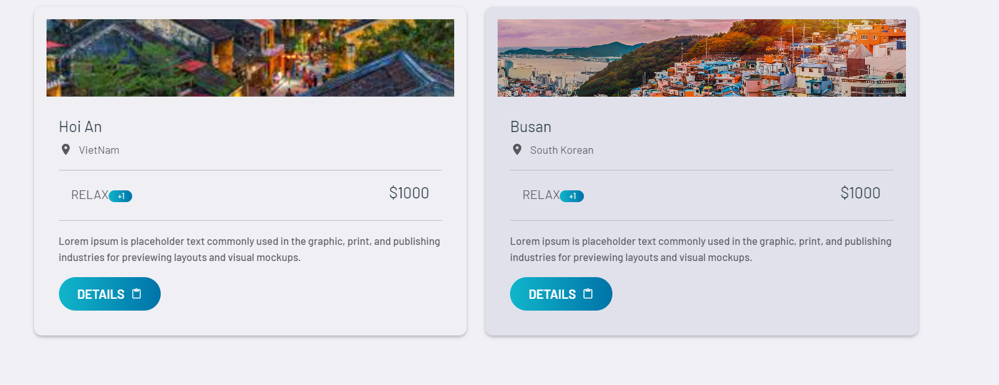 Hoi An
VietNam
RELAX +1 $1000
Lorem ipsum is placeholder text commonly used in the graphic, print, and publishing
industries for previewing layouts and visual mockups.
DETAILS
Busan
South Korean
RELAX +1 $1000
Lorem ipsum is placeholder text commonly used in the graphic, print, and publishing
industries for previewing layouts and visual mockups.
DETAILS